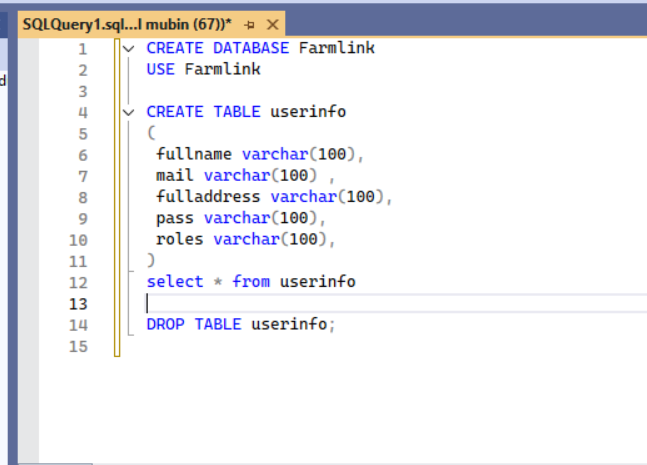 SQLQuery1.sql...l mubin (67))*
1 CREATE DATABASE Farmlink
2 USE Farmlink
3
4 CREATE TABLE userinfo
5 (
6 fullname varchar(100),
7 mail varchar(100) ,
8 fulladdress varchar(100),
9 pass varchar(100),
10 roles varchar(100),
11 )
12 select * from userinfo
13
14 DROP TABLE userinfo;
15